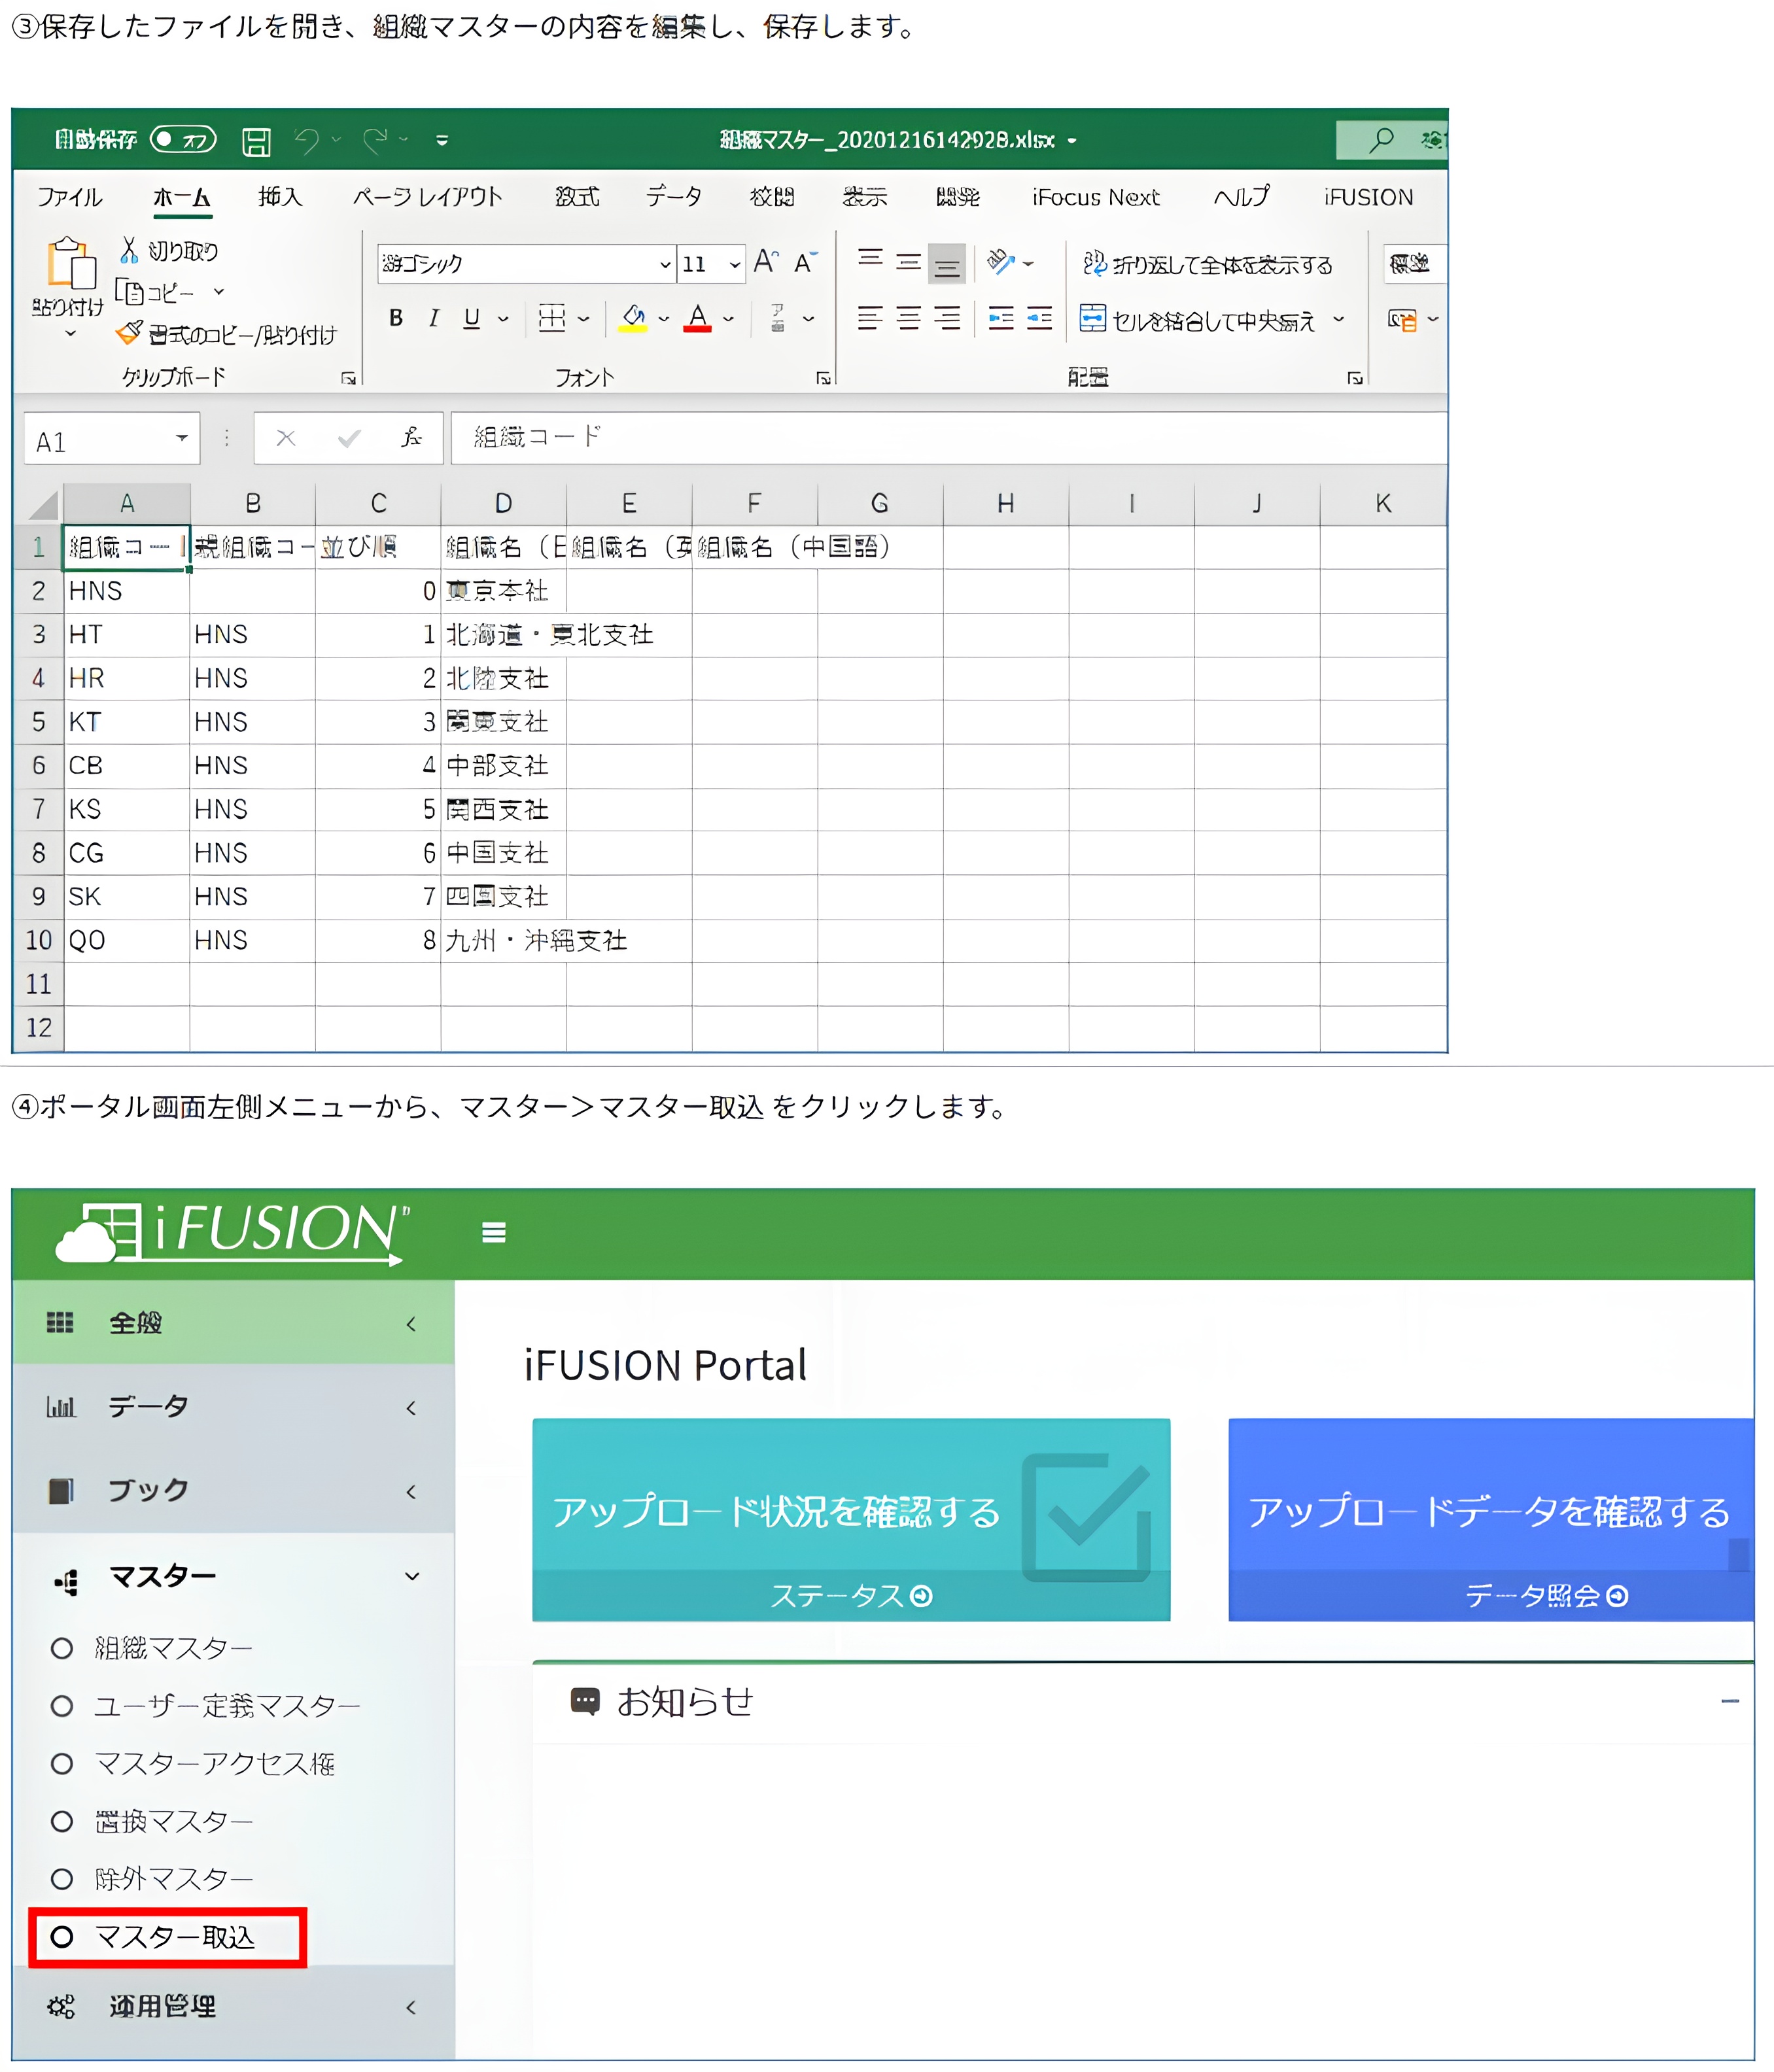 ③保存したファイルを開き、組織マスターの内容を編集し、保存します。
自動保存 オフ 組織マスター_20201216142928.xlsx
ファイル ホーム 挿入 ページ レイアウト 数式 データ 校閲 表示 開発 iFocus Next ヘルプ iFUSION
切り取り
コピー
書式のコピー/貼り付け
貼り付け
クリップボード
游ゴシック 11
B I U
フォント
折り返して全体を表示する
セルを結合して中央揃え
配置
標準
A1 fx 組織コード
A B C D E F G H I J K
1 組織コー 親組織コー 並び順 組織名（日 組織名（英 組織名（中国語）
2 HNS 0 東京本社
3 HT HNS 1 北海道・東北支社
4 HR HNS 2 北陸支社
5 KT HNS 3 関東支社
6 CB HNS 4 中部支社
7 KS HNS 5 関西支社
8 CG HNS 6 中国支社
9 SK HNS 7 四国支社
10 QO HNS 8 九州・沖縄支社
11
12
④ポータル画面左側メニューから、マスター＞マスター取込 をクリックします。
iFUSION
全般
データ
ブック
マスター
組織マスター
ユーザー定義マスター
マスターアクセス権
置換マスター
除外マスター
マスター取込
運用管理
iFUSION Portal
アップロード状況を確認する
ステータス
アップロードデータを確認する
データ照会
お知らせ